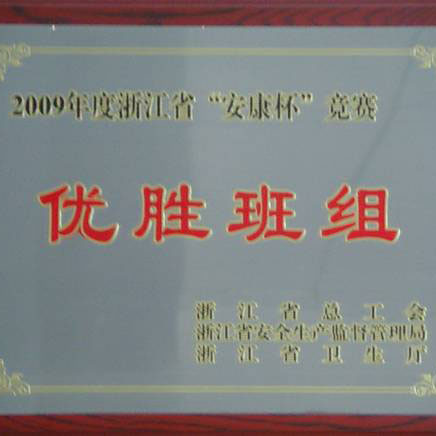 2009年度浙江省“安康杯”竞赛
优胜班组
浙江省总工会
浙江省安全生产监督管理局
浙江省卫生厅